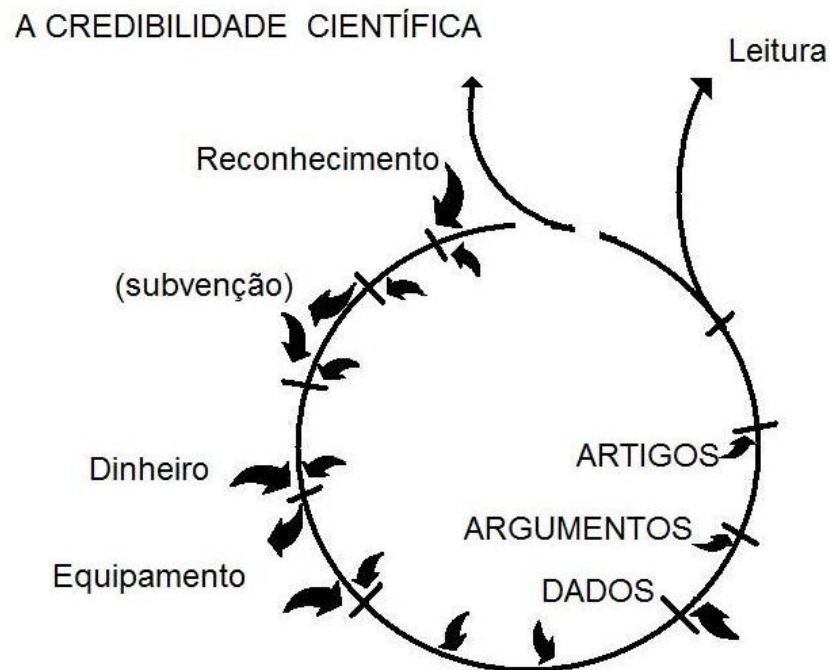 A CREDIBILIDADE CIENTÍFICA
Leitura
Reconhecimento
(subvenção)
Dinheiro
ARTIGOS
ARGUMENTOS
Equipamento
DADOS